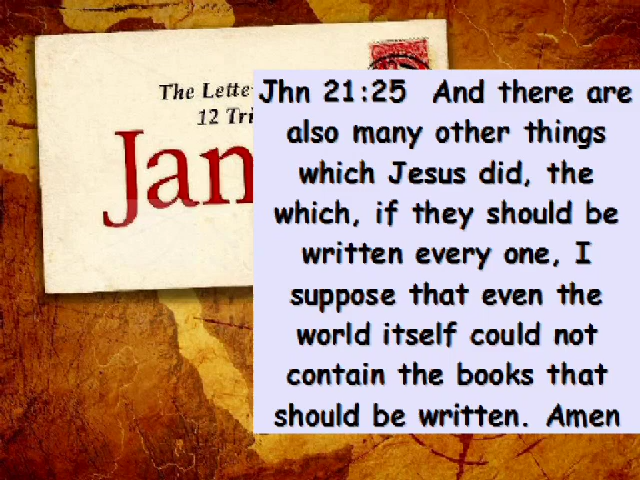 The Lette
12 Tri
Jam
Jhn 21:25 And there are
also many other things
which Jesus did, the
which, if they should be
written every one, I
suppose that even the
world itself could not
contain the books that
should be written. Amen